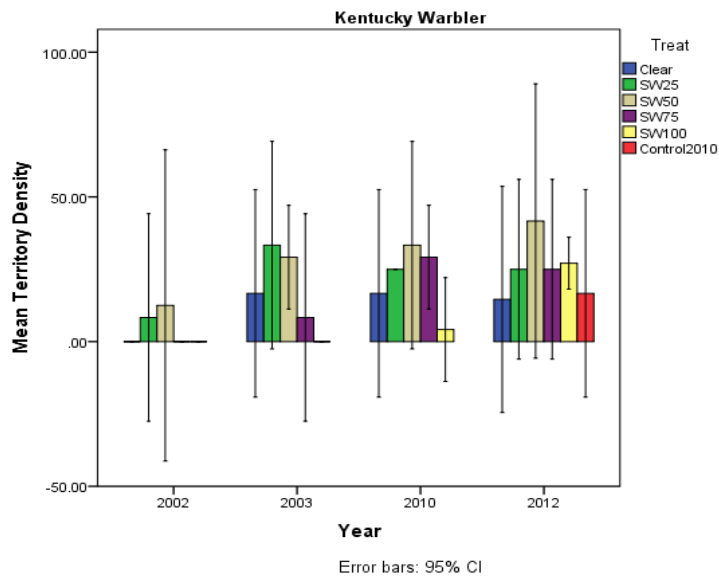 Kentucky Warbler
Treat
Clear
SW25
SW50
SW75
SW100
Control2010
Mean Territory Density
100.00
50.00
.00
-50.00
2002
2003
2010
2012
Year
Error bars: 95% CI